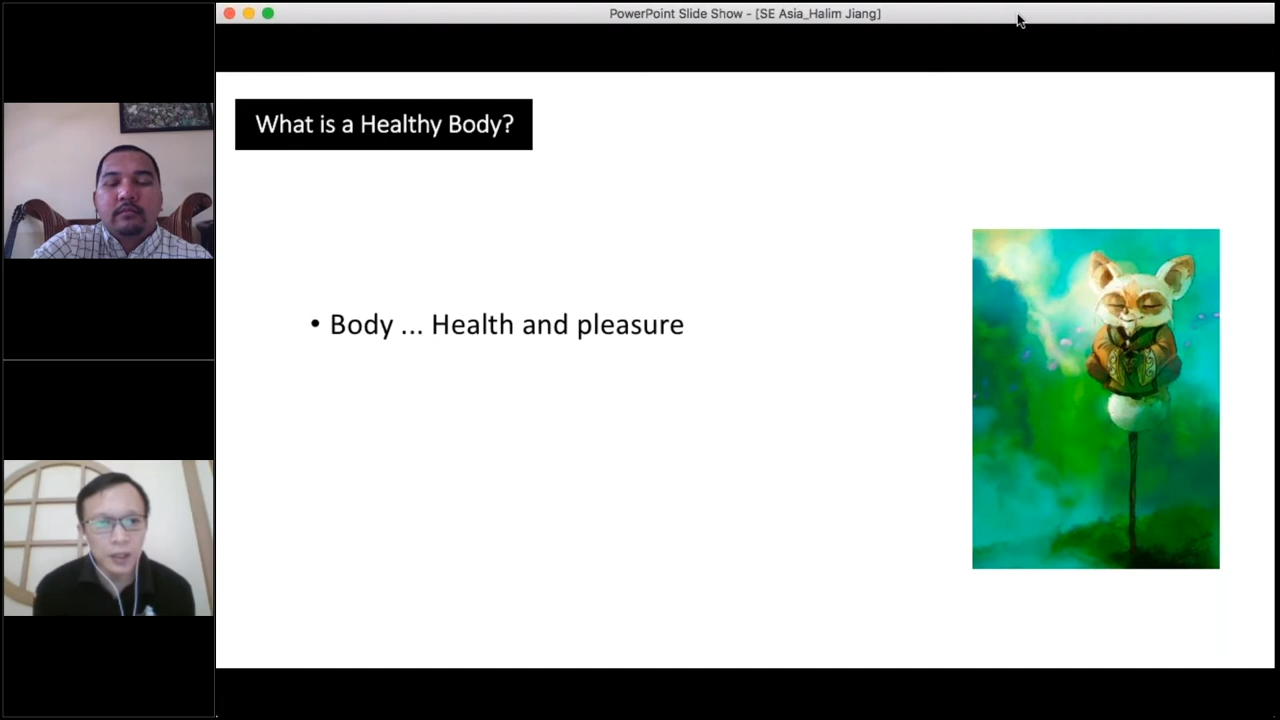 PowerPoint Slide Show - [SE Asia_Halim Jiang]
What is a Healthy Body?
• Body ... Health and pleasure